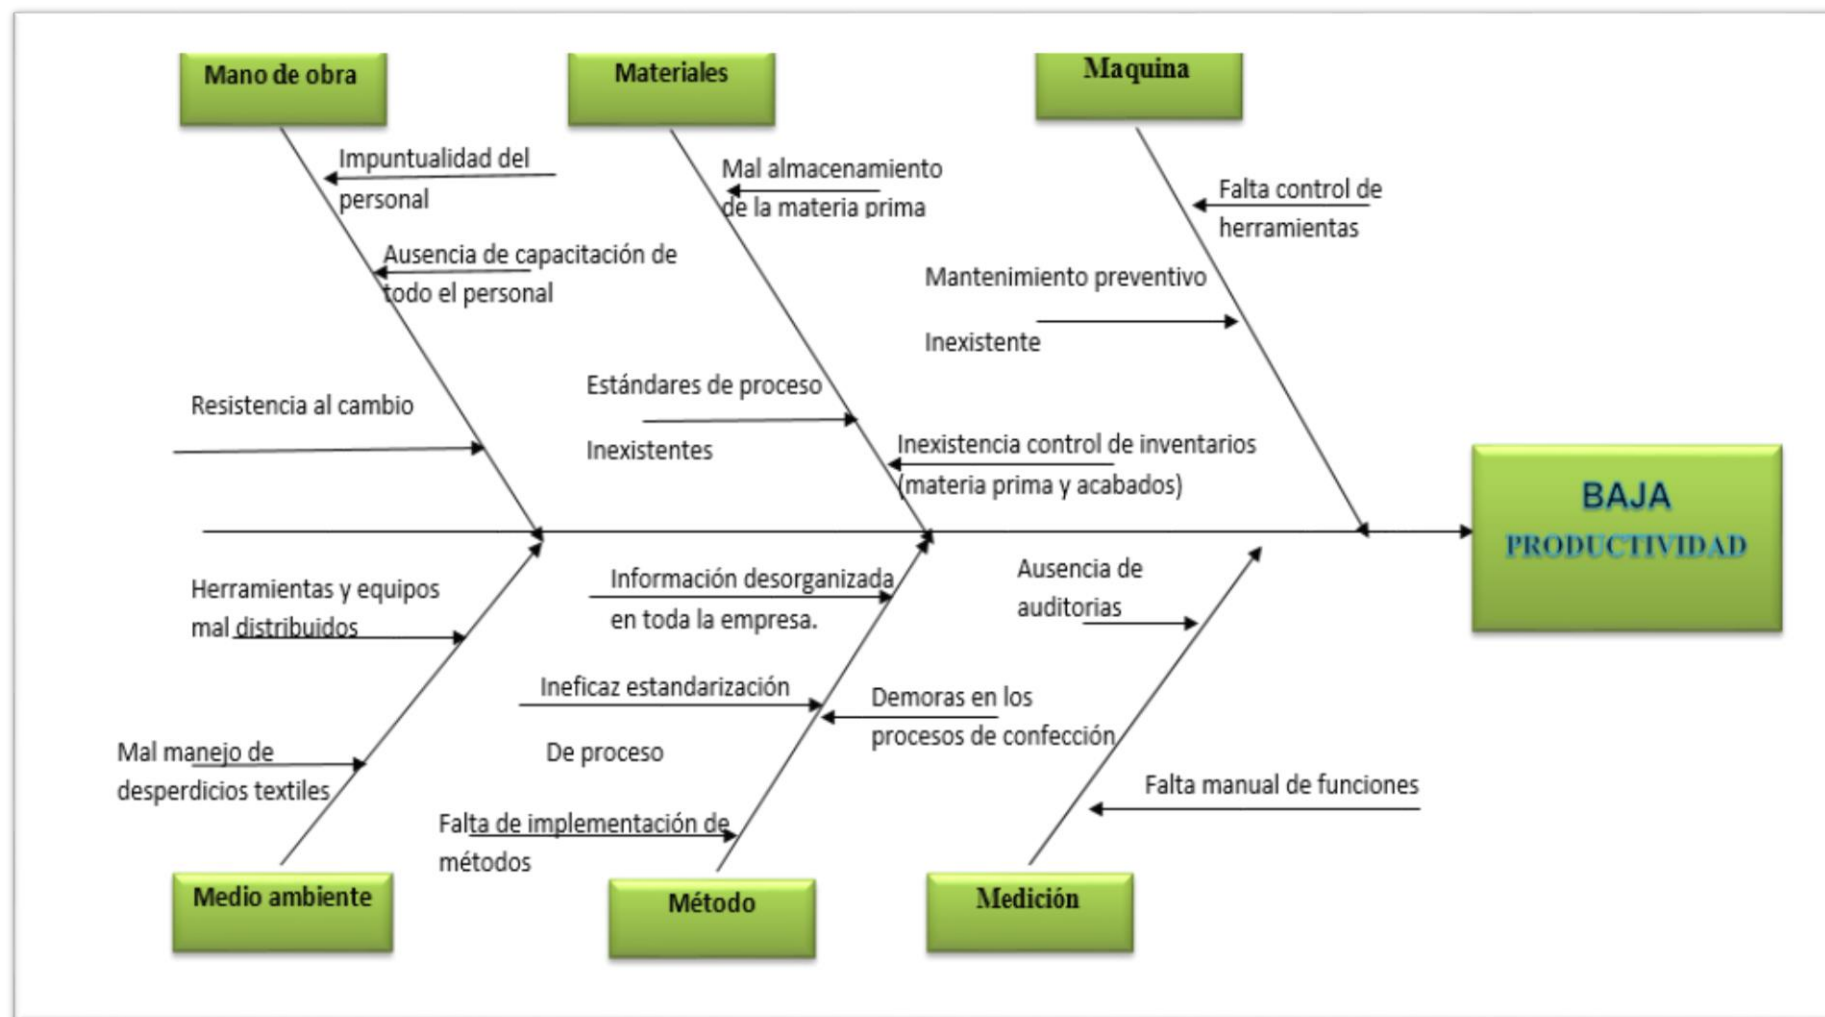 Mano de obra
Materiales
Maquina
Impuntualidad del
personal
Ausencia de capacitación de
todo el personal
Resistencia al cambio
Mal almacenamiento
de la materia prima
Estándares de proceso
Inexistentes
Inexistencia control de inventarios
(materia prima y acabados)
Falta control de
herramientas
Mantenimiento preventivo
Inexistente
BAJA
PRODUCTIVIDAD
Herramientas y equipos
mal distribuidos
Mal manejo de
desperdicios textiles
Información desorganizada
en toda la empresa.
Ineficaz estandarización
De proceso
Demoras en los
procesos de confección
Falta de implementación de
métodos
Ausencia de
auditorias
Falta manual de funciones
Medio ambiente
Método
Medición